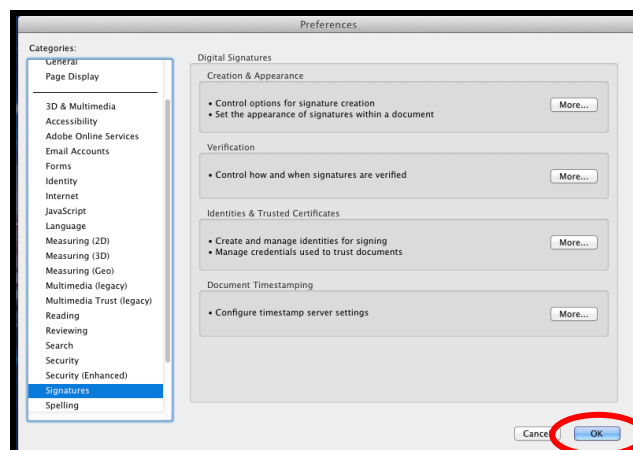 Preferences
Categories:
General
Page Display
3D & Multimedia
Accessibility
Adobe Online Services
Email Accounts
Forms
Identity
Internet
JavaScript
Language
Measuring (2D)
Measuring (3D)
Measuring (Geo)
Multimedia (legacy)
Multimedia Trust (legacy)
Reading
Reviewing
Search
Security
Security (Enhanced)
Signatures
Spelling
Digital Signatures
Creation & Appearance
• Control options for signature creation
• Set the appearance of signatures within a document
More...
Verification
• Control how and when signatures are verified
More...
Identities & Trusted Certificates
• Create and manage identities for signing
• Manage credentials used to trust documents
More...
Document Timestamping
• Configure timestamp server settings
More...
Cancel
OK